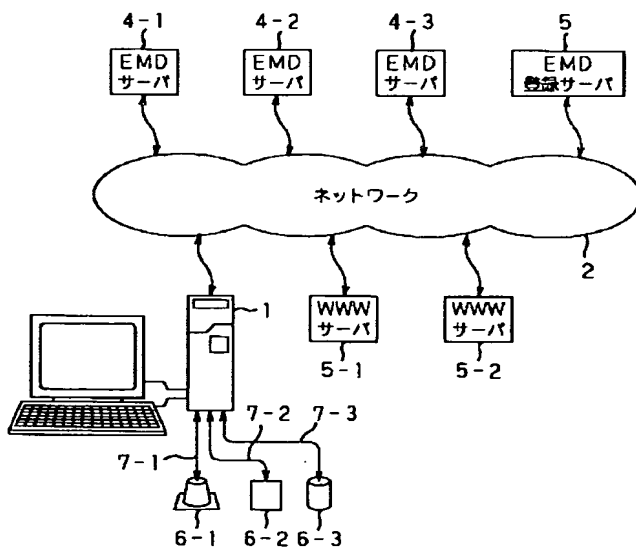 4-1
4-2
4-3
5
EMD
サーバ
EMD
サーバ
EMD
サーバ
EMD
登録サーバ
ネットワーク
2
1
WWW
サーバ
WWW
サーバ
5-1
5-2
7-1
7-2
7-3
6-1
6-2
6-3